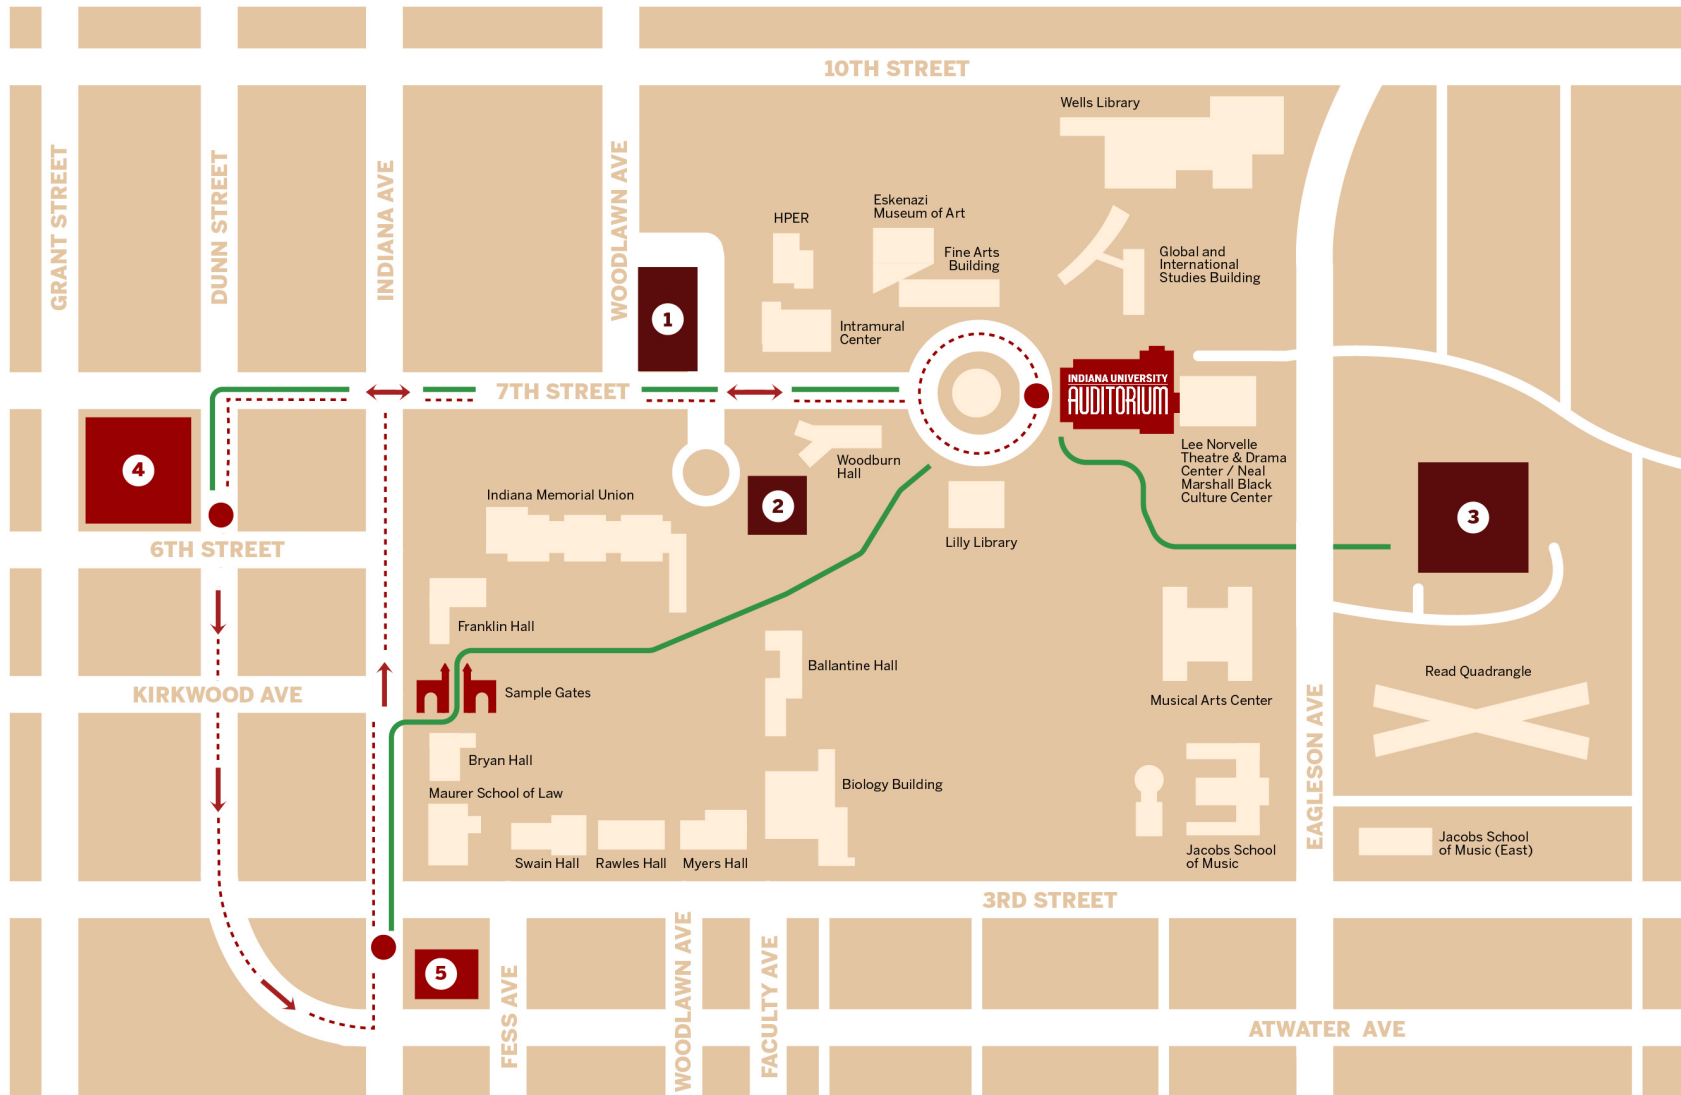 10TH STREET
Wells Library
GRANT STREET
DUNN STREET
INDIANA AVE
WOODLAWN AVE
HPER
Eskenazi
Museum of Art
Fine Arts
Building
Global and
International
Studies Building
1
Intramural
Center
7TH STREET
INDIANA UNIVERSITY
AUDITORIUM
Lee Norvelle
Theatre & Drama
Center / Neal
Marshall Black
Culture Center
4
Woodburn
Hall
Indiana Memorial Union
2
3
6TH STREET
Lilly Library
Franklin Hall
Ballantine Hall
Read Quadrangle
KIRKWOOD AVE
Sample Gates
Musical Arts Center
EAGLESON AVE
Bryan Hall
Biology Building
Maurer School of Law
Swain Hall
Rawles Hall
Myers Hall
Jacobs School
of Music
Jacobs School
of Music (East)
3RD STREET
5
FESS AVE
WOODLAWN AVE
FACULTY AVE
ATWATER AVE